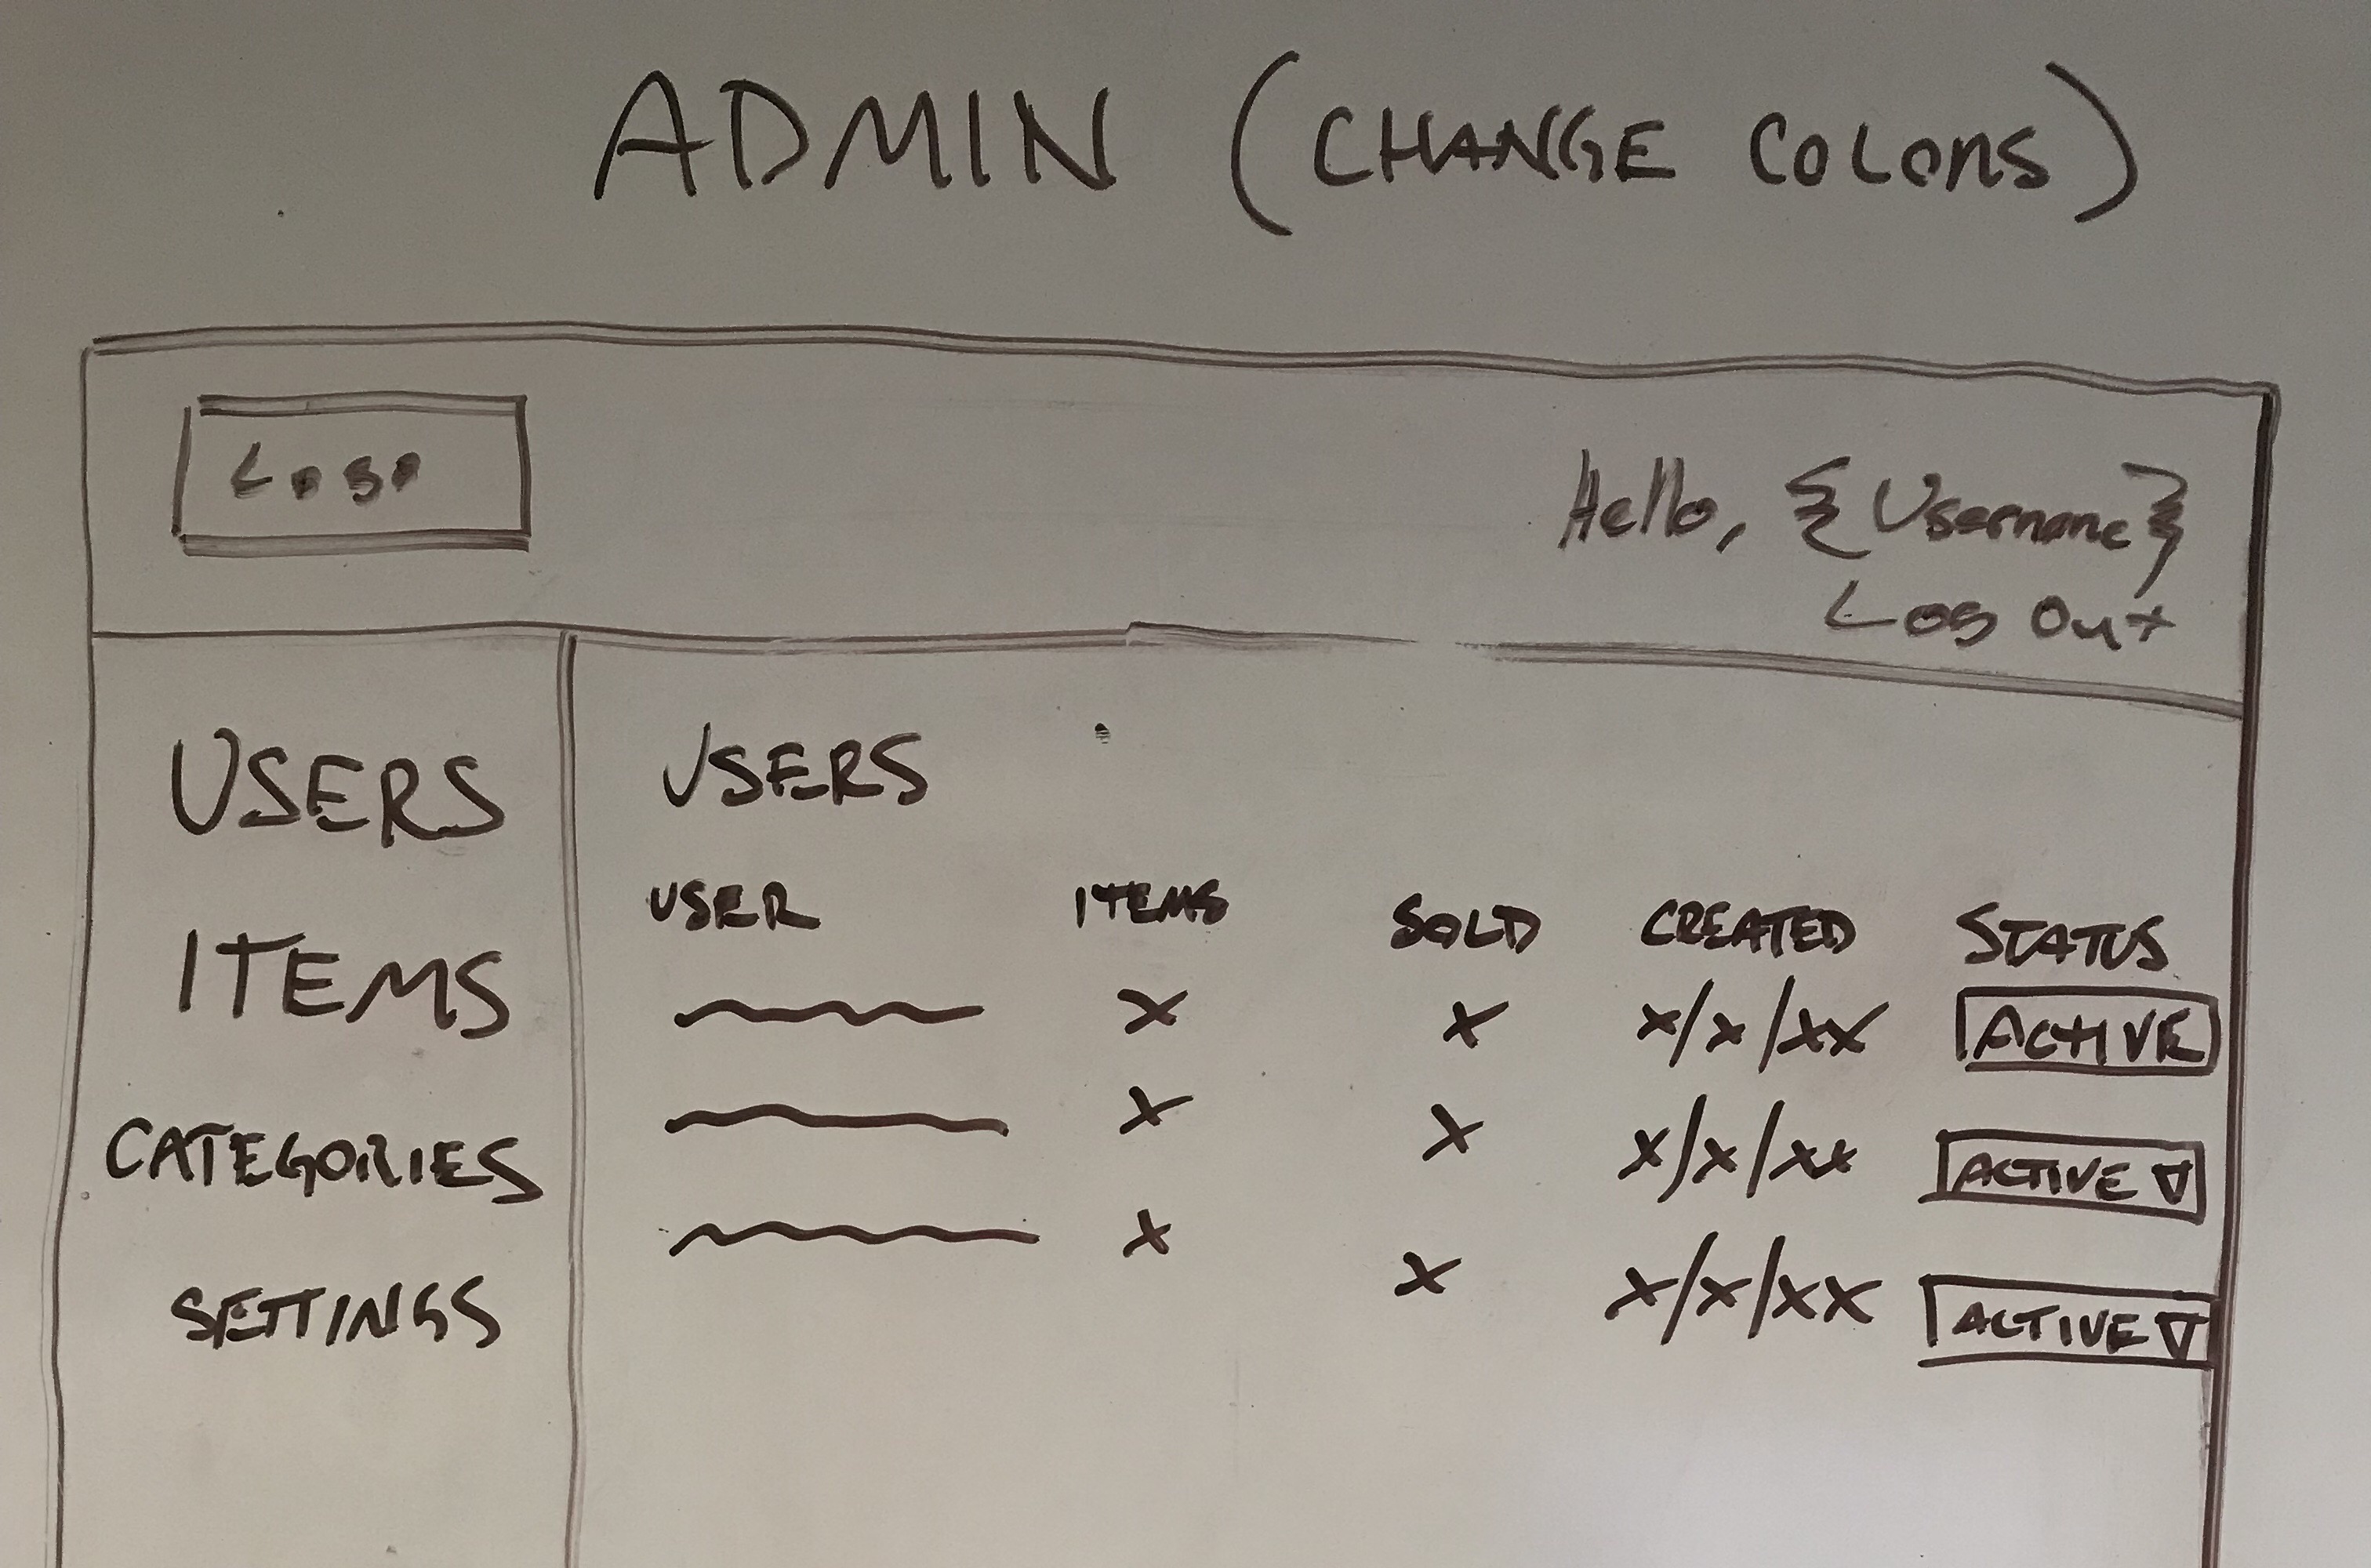 ADMIN (CHANGE COLORS)
Logo
Hello, {Username}
Log Out
USERS
ITEMS
CATEGORIES
SETTINGS
USERS
USER ITEMS SOLD CREATED STATUS
x x x/x/xx ACTIVE
x x x/x/xx ACTIVE
x x x/x/xx ACTIVE